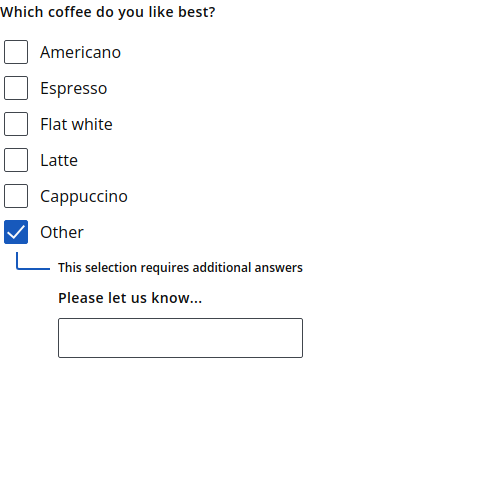 Which coffee do you like best?
Americano
Espresso
Flat white
Latte
Cappuccino
Other
This selection requires additional answers
Please let us know...